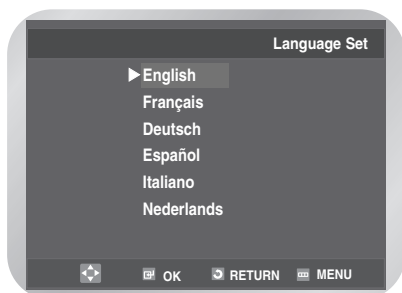 Language Set
English
Français
Deutsch
Español
Italiano
Nederlands
OK RETURN MENU